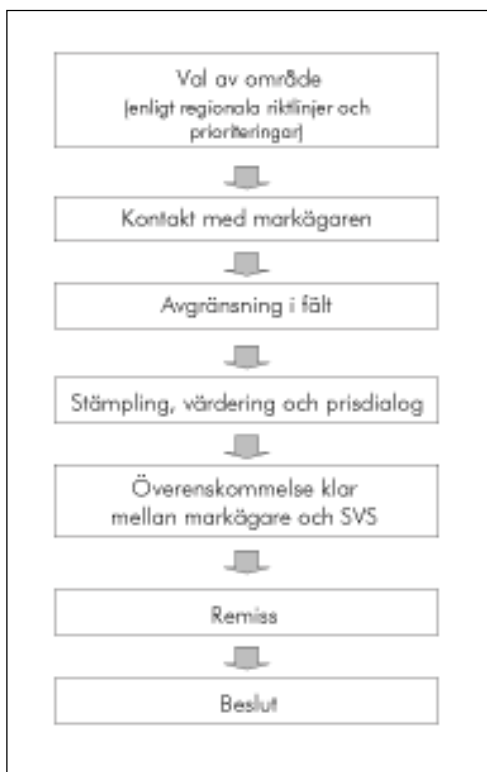 Val av område
(enligt regionala riktlinjer och
prioriteringar)
Kontakt med markägaren
Avgränsning i fält
Stämpling, värdering och prisdialog
Överenskommelse klar
mellan markägare och SVS
Remiss
Beslut